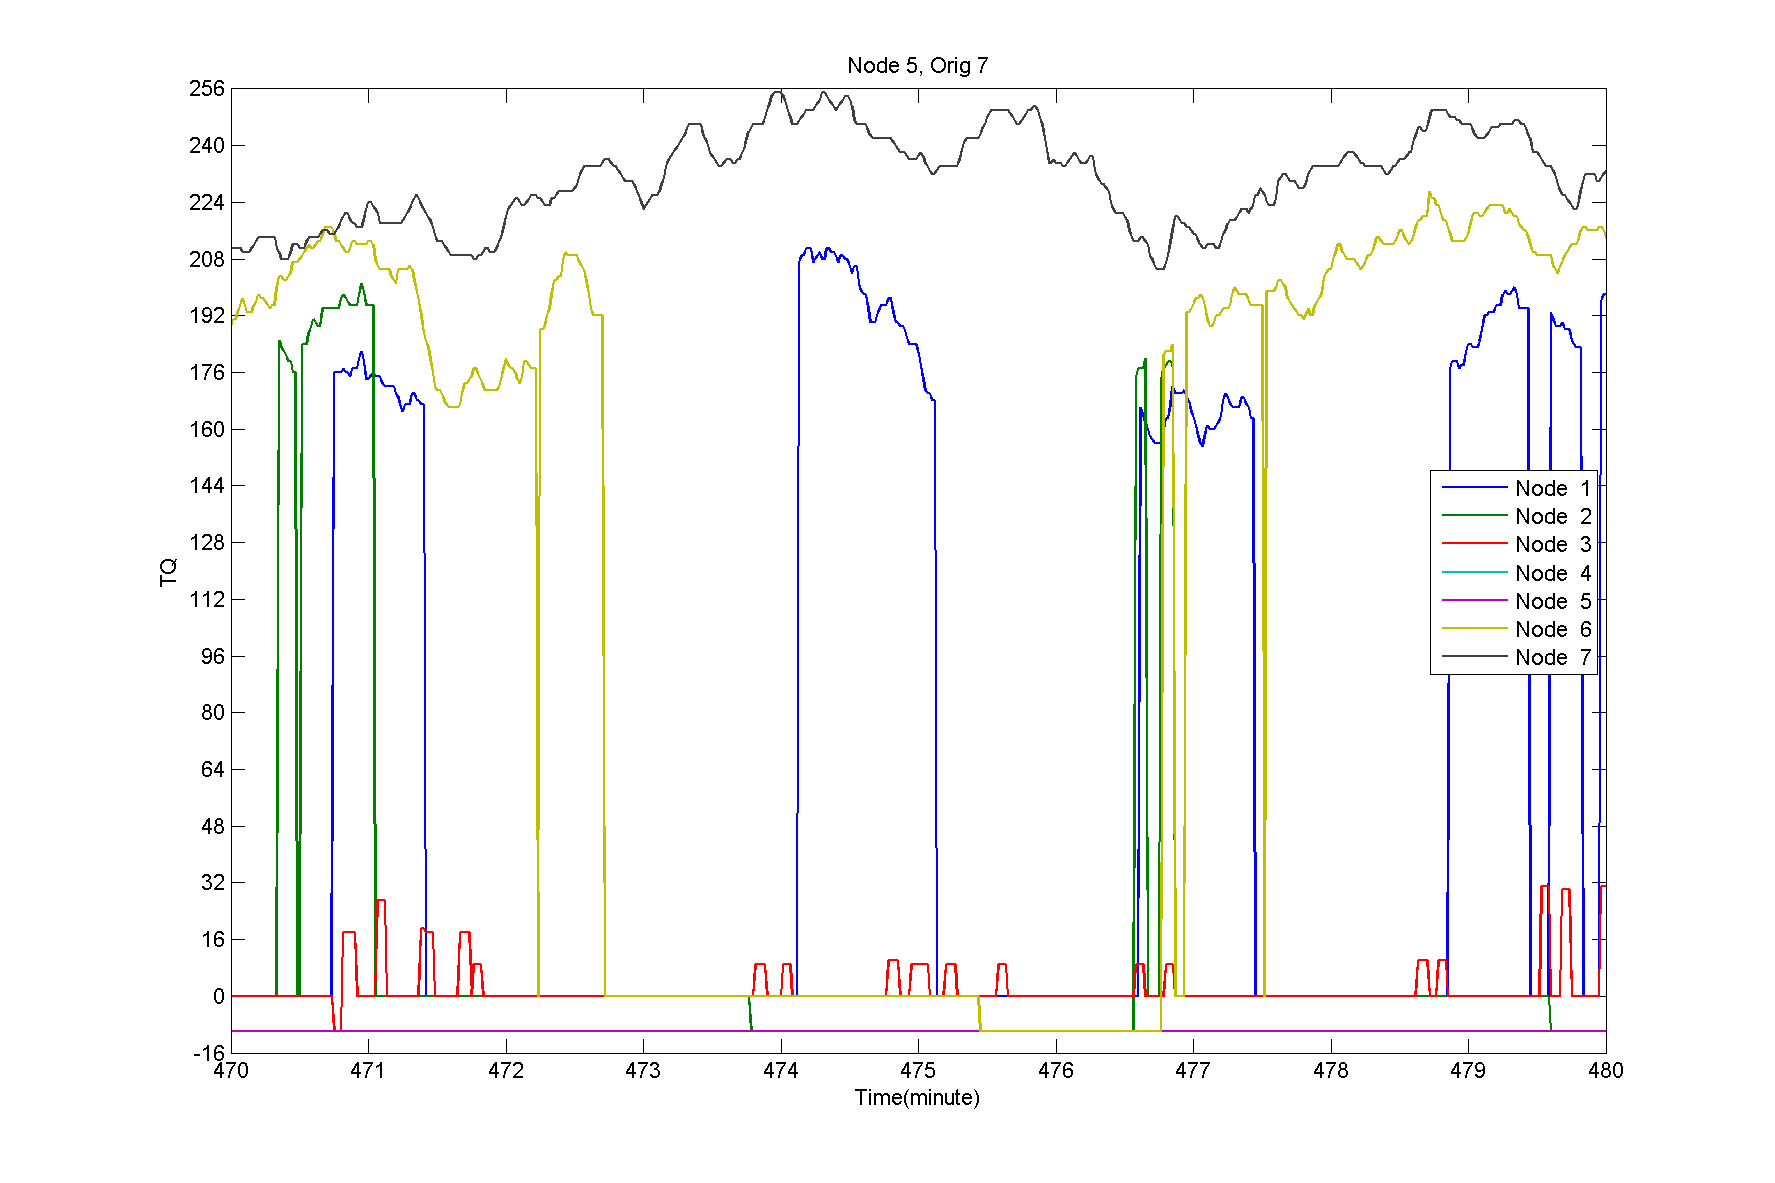 Node 5, Orig 7
256
240
224
208
192
176
160
144
128
112
96
80
64
48
32
16
0
-16
TQ
Node 1
Node 2
Node 3
Node 4
Node 5
Node 6
Node 7
470 471 472 473 474 475 476 477 478 479 480
Time(minute)